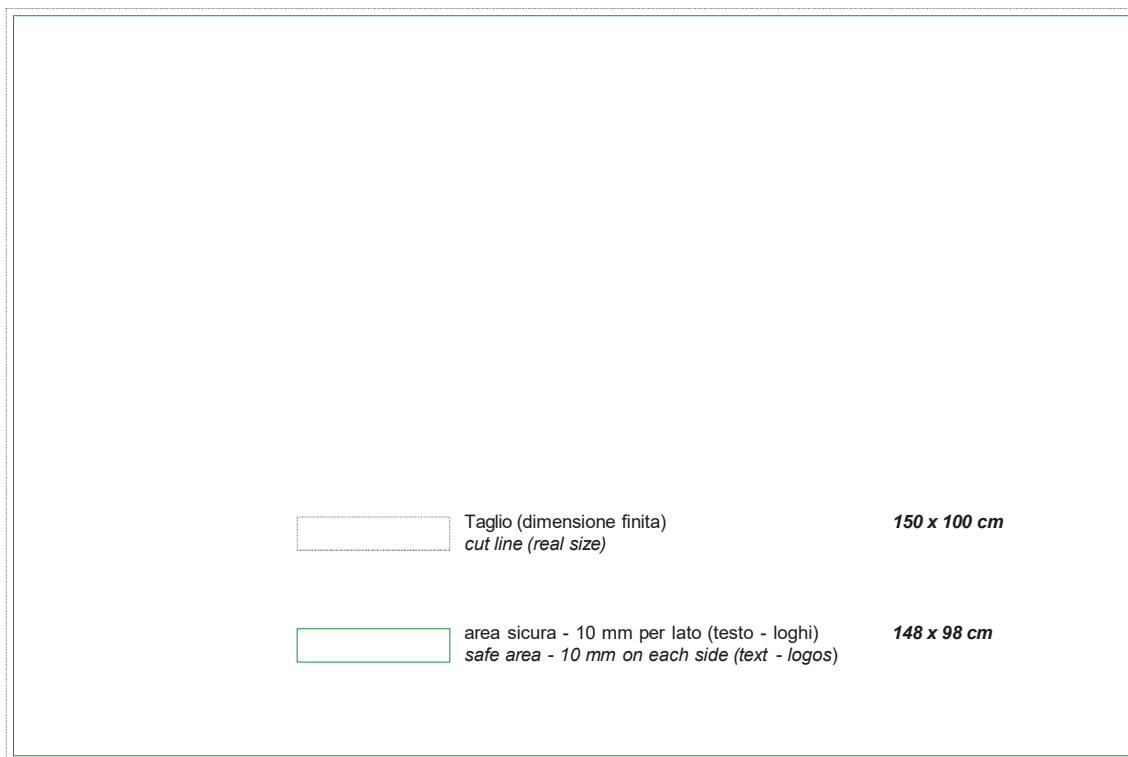 Taglio (dimensione finita) 150 x 100 cm
cut line (real size)
area sicura - 10 mm per lato (testo - loghi) 148 x 98 cm
safe area - 10 mm on each side (text - logos)